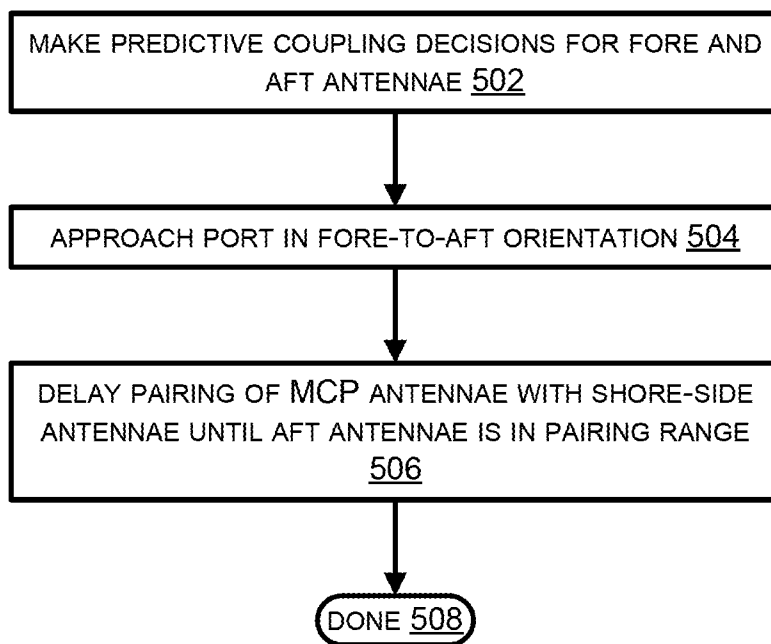 MAKE PREDICTIVE COUPLING DECISIONS FOR FORE AND
AFT ANTENNAE 502
APPROACH PORT IN FORE-TO-AFT ORIENTATION 504
DELAY PAIRING OF MCP ANTENNAE WITH SHORE-SIDE
ANTENNAE UNTIL AFT ANTENNAE IS IN PAIRING RANGE
506
DONE 508